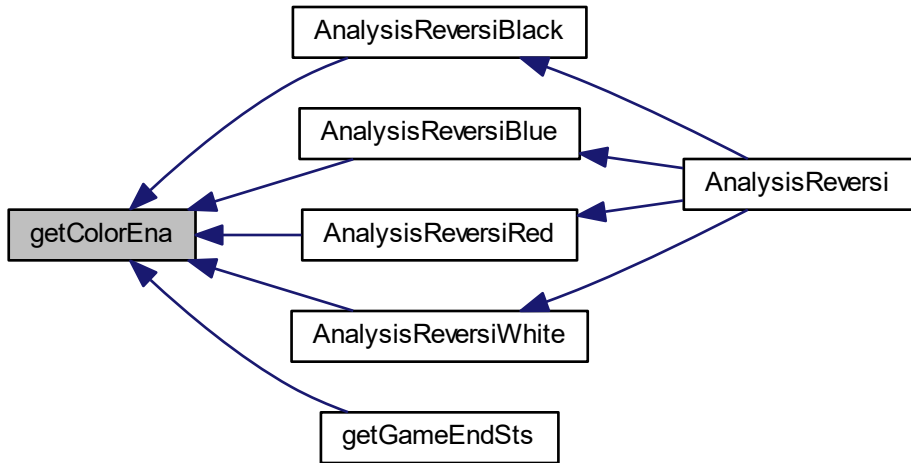 AnalysisReversiBlack
AnalysisReversiBlue
AnalysisReversi
getColorEna
AnalysisReversiRed
AnalysisReversiWhite
getGameEndSts